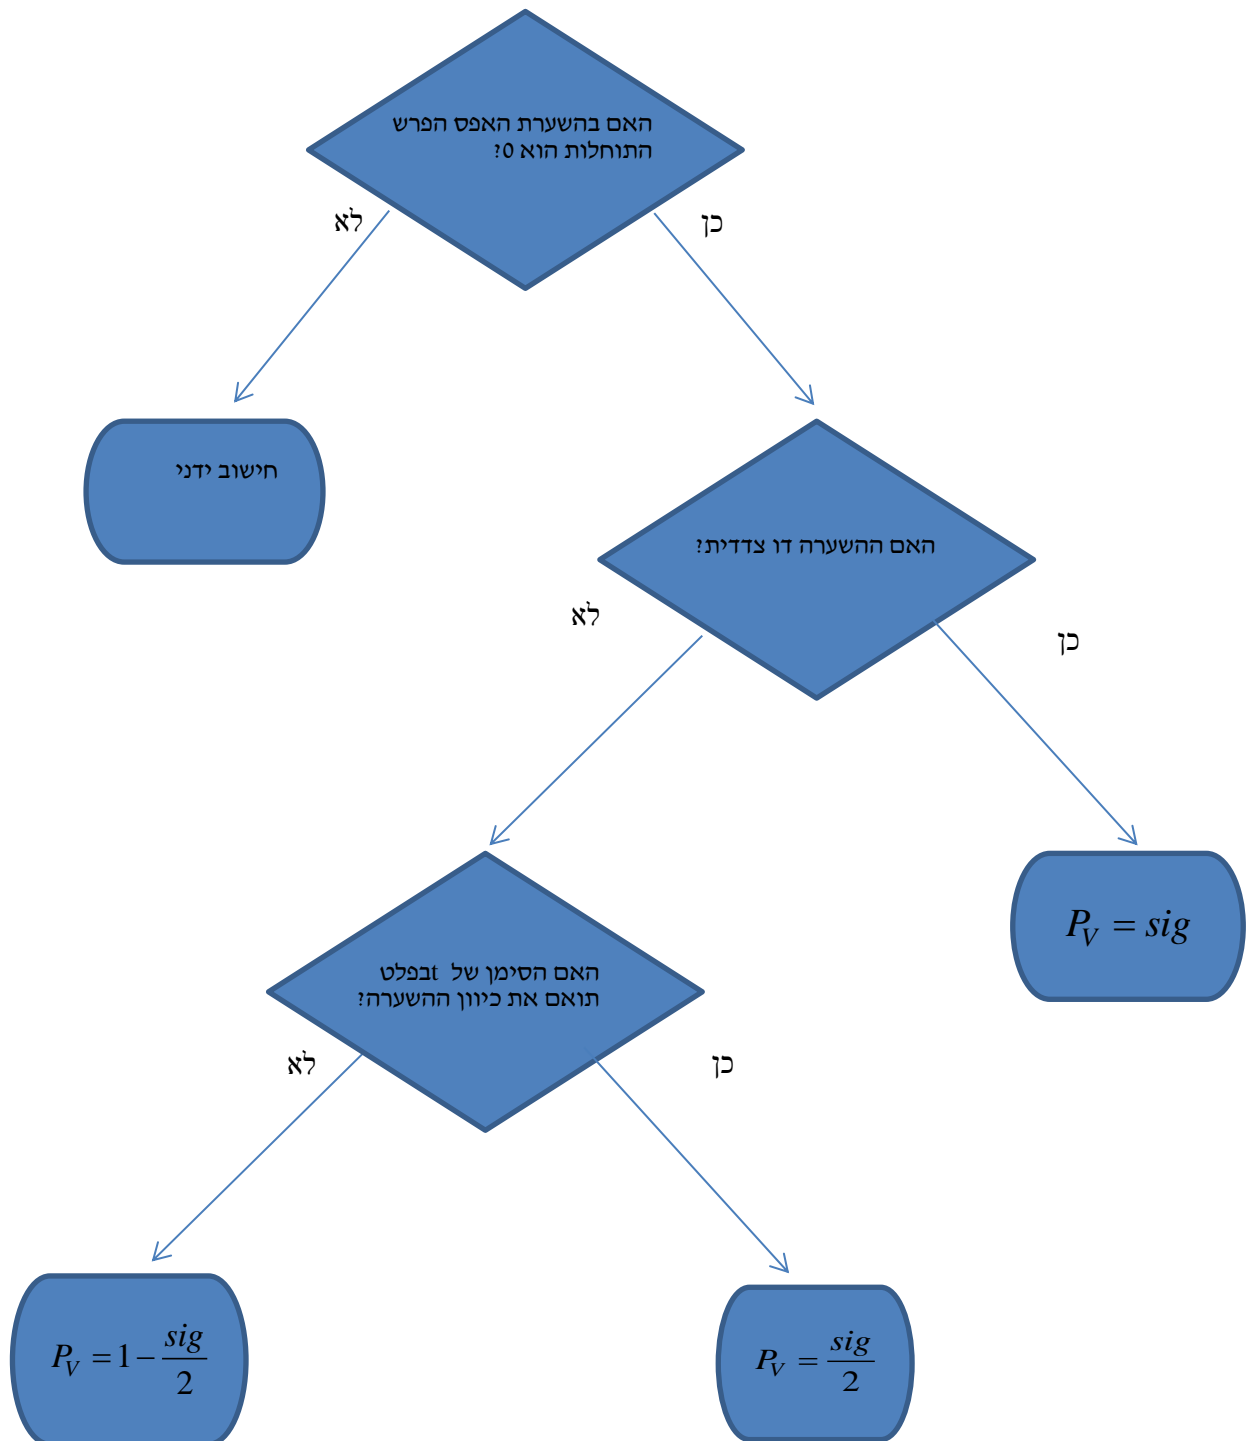 האם בהשערת האפס הפרש
התוחלות הוא 0?
כן
לא
חישוב ידני
האם ההשערה דו צדדית?
לא
כן
P_V = sig
האם הסימן של tבפלט
תואם את כיוון ההשערה?
כן
לא
P_V = sig/2
P_V = 1 - sig/2